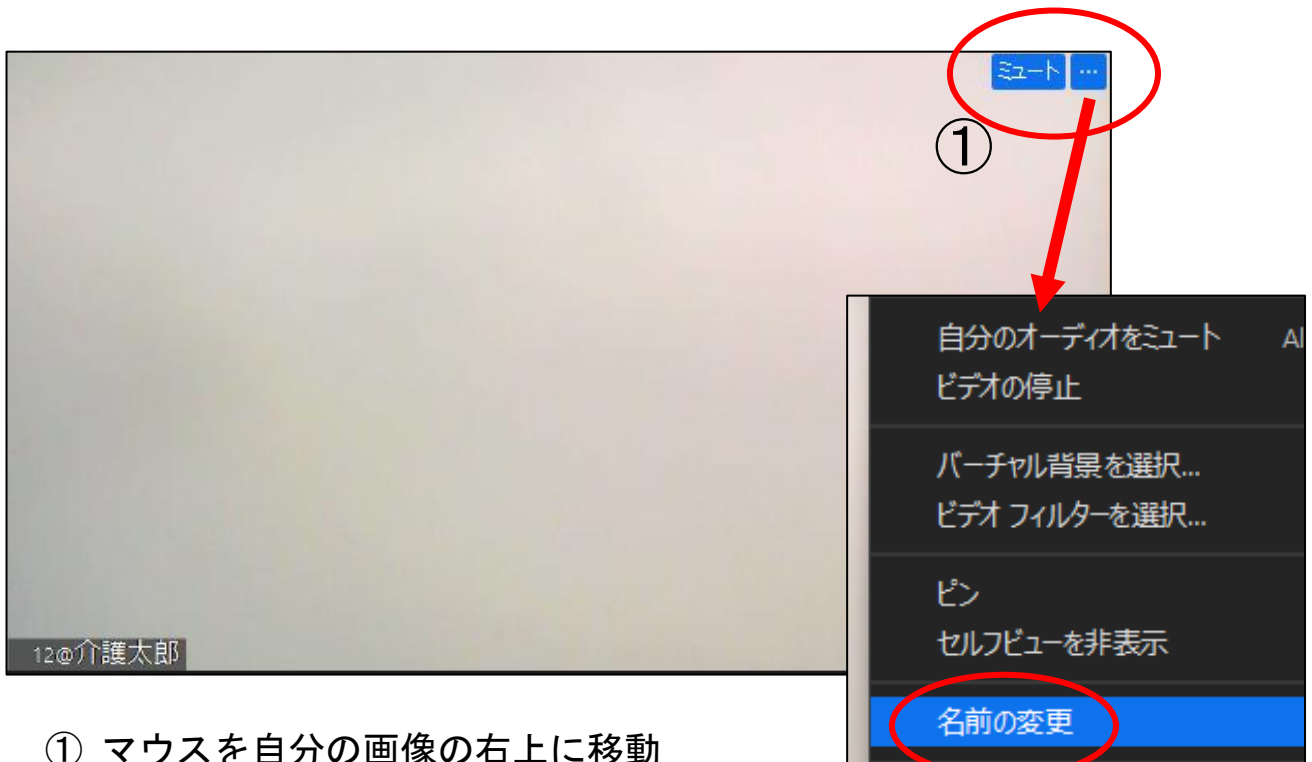 ミュート …
①
自分のオーディオをミュート Al
ビデオの停止
バーチャル背景を選択...
ビデオ フィルターを選択...
ピン
セルフビューを非表示
12@介護太郎
名前の変更
① マウスを自分の画像の右上に移動